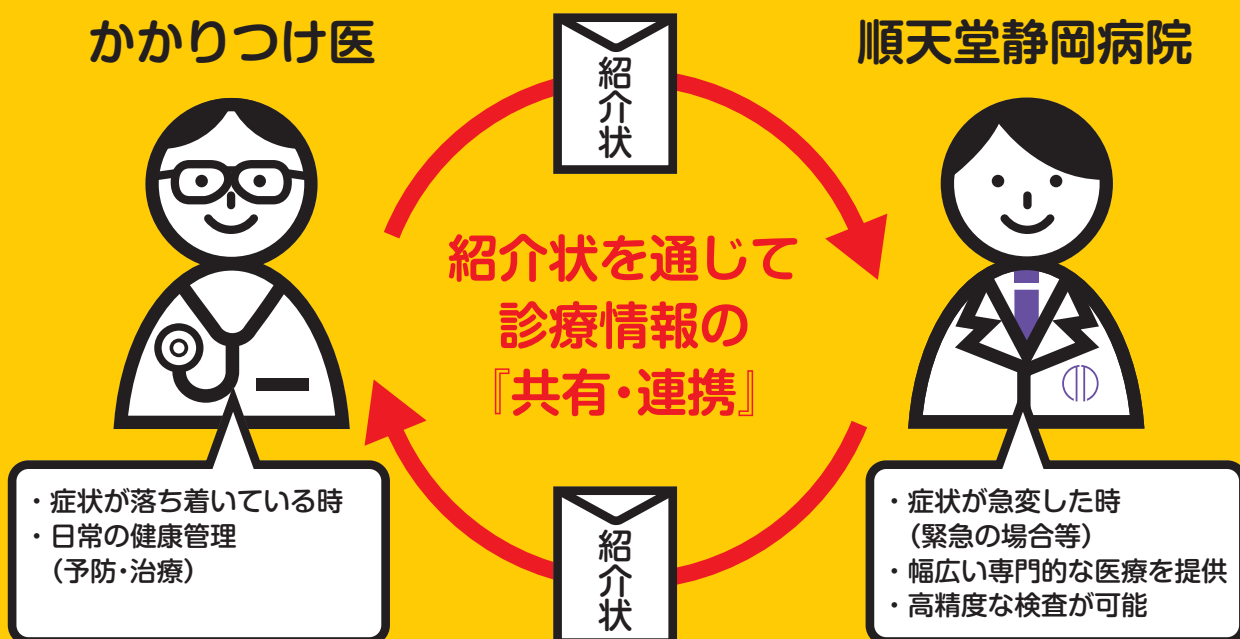 かかりつけ医
紹介状
順天堂静岡病院
紹介状を通じて
診療情報の
『共有・連携』
・症状が落ち着いている時
・日常の健康管理
（予防・治療）
紹介状
・症状が急変した時
（緊急の場合等）
・幅広い専門的な医療を提供
・高精度な検査が可能